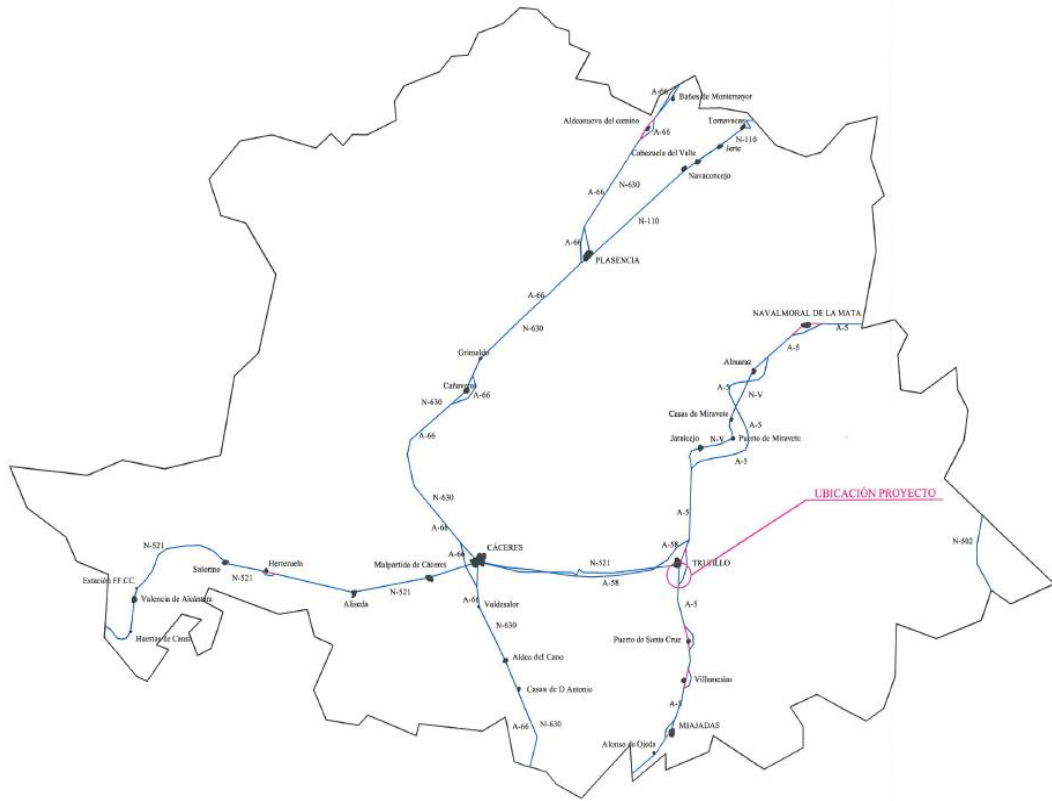 A-66
Baños de Montemayor
Aldeanueva del camino
A-66
Tornavacas
N-110
Jerte
Cabezuela del Valle
Navaconcejo
N-630
A-66
N-110
A-66
PLASENCIA
A-66
N-630
NAVALMORAL DE LA MATA
A-5
A-5
Grimaldo
Almaraz
Cañaveral
A-66
N-630
A-5
N-V
Casas de Miravete
A-5
A-66
Jaraicejo
N-V
Puerto de Miravete
A-5
UBICACIÓN PROYECTO
N-630
A-5
A-66
A-58
N-502
N-521
A-66
CÁCERES
N-521
TRUJILLO
Salorino
Herreruela
Malpartida de Cáceres
A-58
N-521
Estación FF.CC.
N-521
Valencia de Alcántara
Aliseda
A-66
Valdesalor
A-5
N-630
Huertas de Cansa
Puerto de Santa Cruz
Aldea del Cano
Villamesías
Casas de D Antonio
A-5
A-66
N-630
MIAJADAS
Alonso de Ojeda